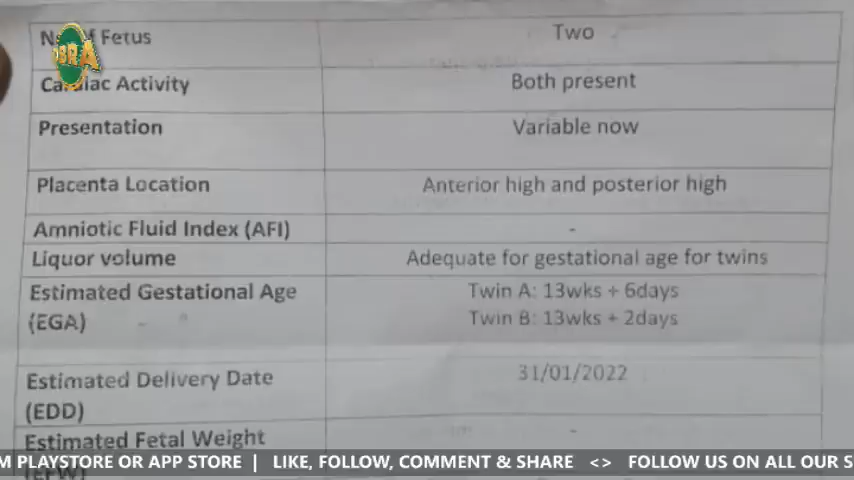 No of Fetus Two
OBRA
Cardiac Activity Both present
Presentation Variable now
Placenta Location Anterior high and posterior high
Amniotic Fluid Index (AFI) -
Liquor volume Adequate for gestational age for twins
Estimated Gestational Age Twin A: 13wks + 6days
(EGA) Twin B: 13wks + 2days
Estimated Delivery Date 31/01/2022
(EDD)
Estimated Fetal Weight -
M PLAYSTORE OR APP STORE | LIKE, FOLLOW, COMMENT & SHARE <> FOLLOW US ON ALL OUR S